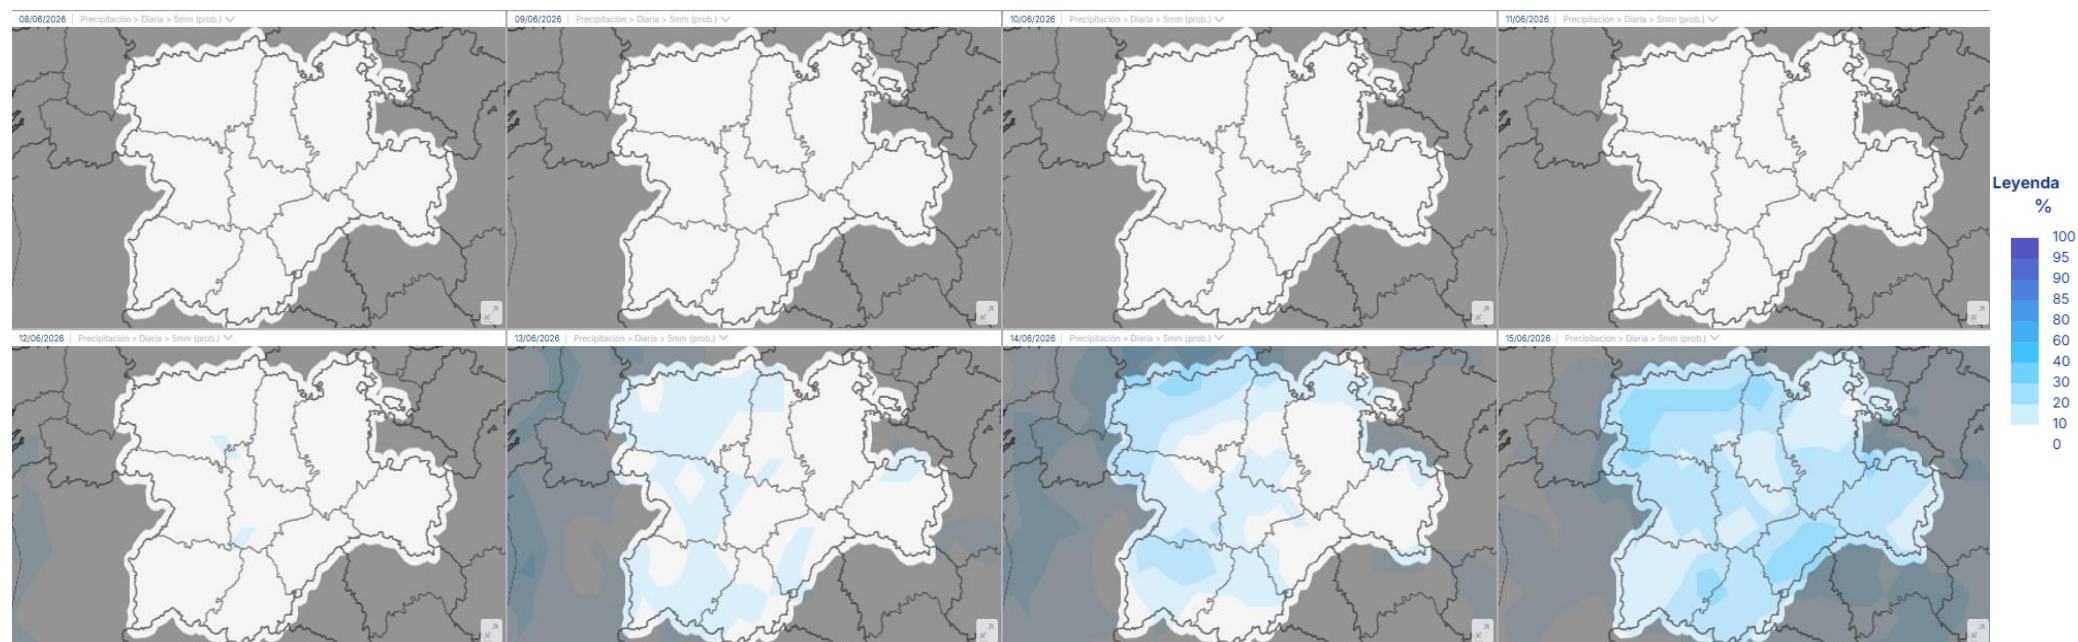 08/06/2026 | Precipitación > Diaria > 5mm (prob.)
09/06/2026 | Precipitación > Diaria > 5mm (prob.)
10/06/2026 | Precipitación > Diaria > 5mm (prob.)
11/06/2026 | Precipitación > Diaria > 5mm (prob.)
12/06/2026 | Precipitación > Diaria > 5mm (prob.)
13/06/2026 | Precipitación > Diaria > 5mm (prob.)
14/06/2026 | Precipitación > Diaria > 5mm (prob.)
15/06/2026 | Precipitación > Diaria > 5mm (prob.)
Leyenda
%
100
95
90
85
80
60
40
30
20
10
0